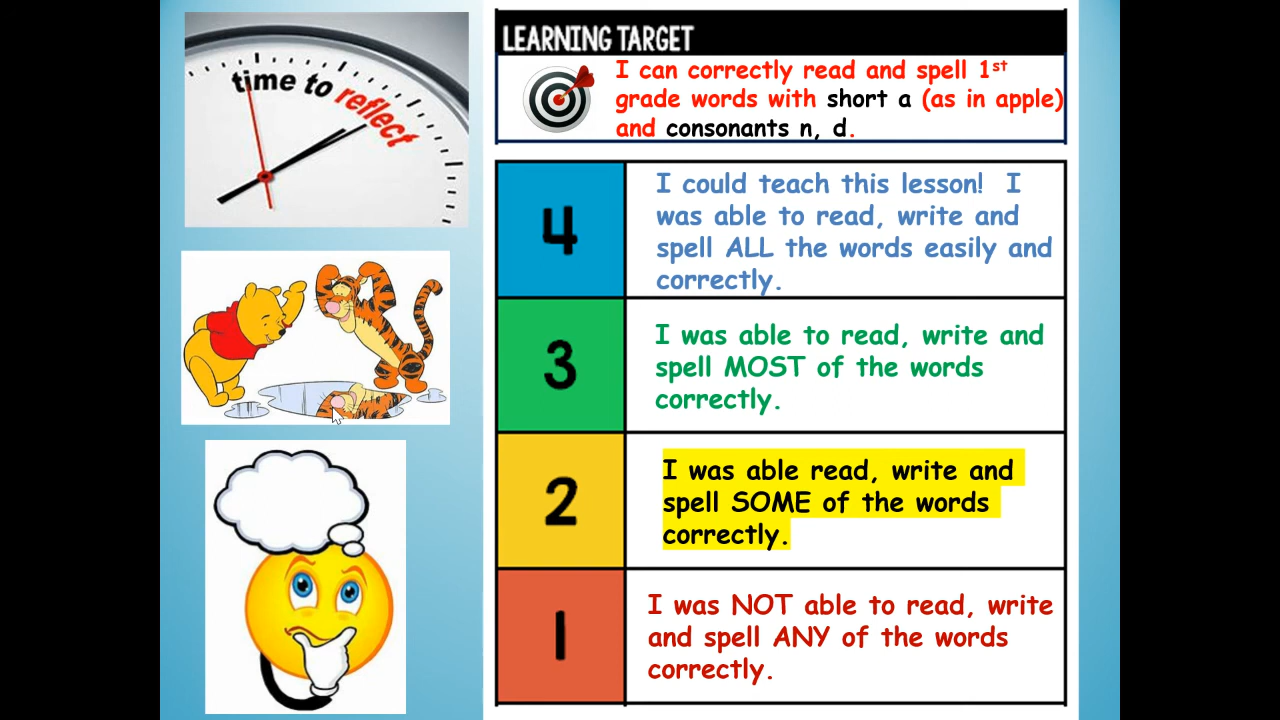 time to reflect
LEARNING TARGET
I can correctly read and spell 1st
grade words with short a (as in apple)
and consonants n, d.
4
I could teach this lesson! I
was able to read, write and
spell ALL the words easily and
correctly.
3
I was able to read, write and
spell MOST of the words
correctly.
2
I was able read, write and
spell SOME of the words
correctly.
1
I was NOT able to read, write
and spell ANY of the words
correctly.